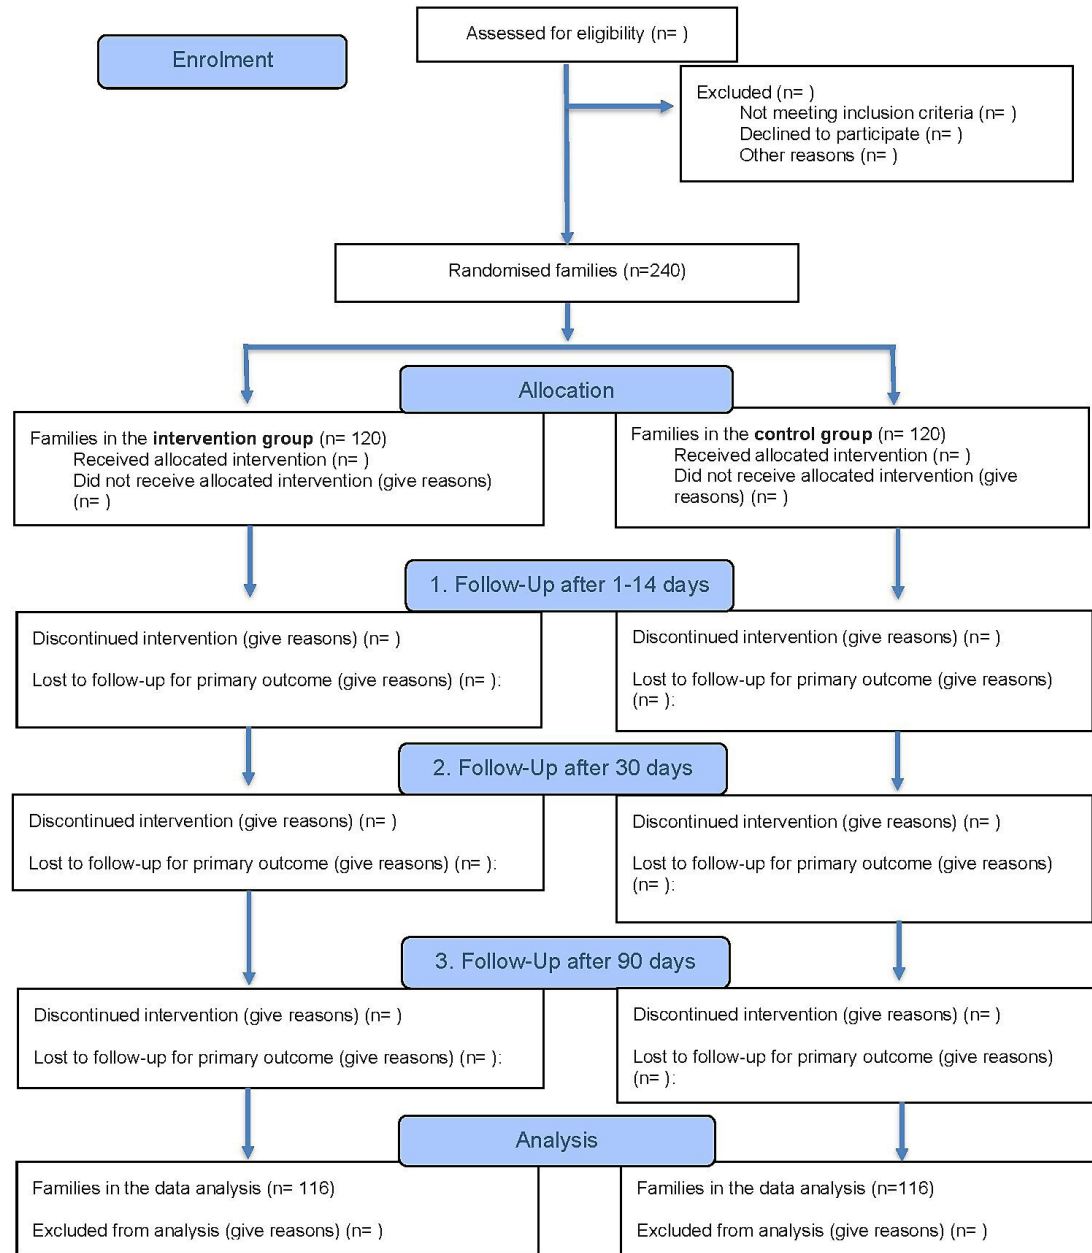 Assessed for eligibility (n= )
Enrolment
Excluded (n= )
Not meeting inclusion criteria (n= )
Declined to participate (n= )
Other reasons (n= )
Randomised families (n=240)
Allocation
Families in the intervention group (n= 120)
Received allocated intervention (n= )
Did not receive allocated intervention (give reasons)
(n= )
Families in the control group (n= 120)
Received allocated intervention (n= )
Did not receive allocated intervention (give
reasons) (n= )
1. Follow-Up after 1-14 days
Discontinued intervention (give reasons) (n= )
Lost to follow-up for primary outcome (give reasons) (n= ):
Discontinued intervention (give reasons) (n= )
Lost to follow-up for primary outcome (give reasons)
(n= ):
2. Follow-Up after 30 days
Discontinued intervention (give reasons) (n= )
Lost to follow-up for primary outcome (give reasons) (n= ):
Discontinued intervention (give reasons) (n= )
Lost to follow-up for primary outcome (give reasons)
(n= ):
3. Follow-Up after 90 days
Discontinued intervention (give reasons) (n= )
Lost to follow-up for primary outcome (give reasons) (n= ):
Discontinued intervention (give reasons) (n= )
Lost to follow-up for primary outcome (give reasons)
(n= ):
Analysis
Families in the data analysis (n= 116)
Excluded from analysis (give reasons) (n= )
Families in the data analysis (n=116)
Excluded from analysis (give reasons) (n= )